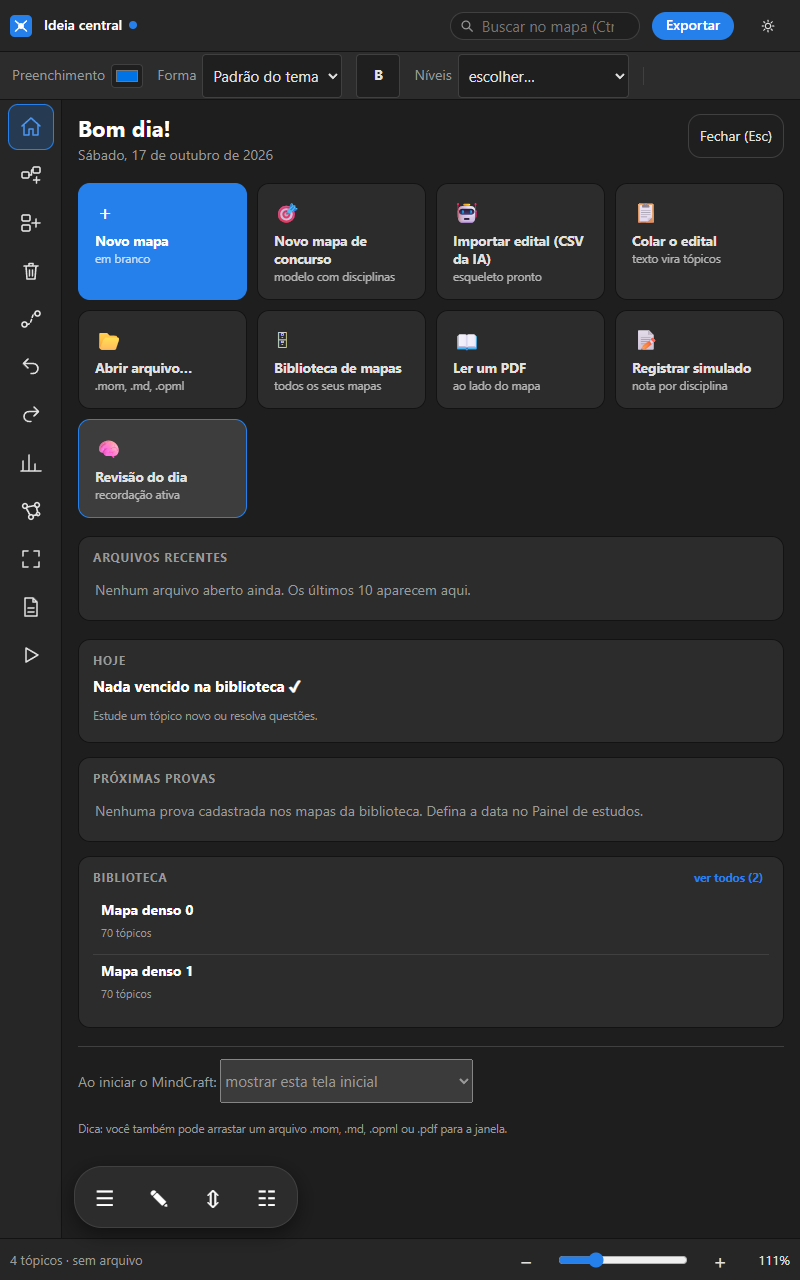 Ideia central
Buscar no mapa (Ctr
Exportar
Preenchimento
Forma
Padrão do tema
B
Níveis
escolher...
Bom dia!
Sábado, 17 de outubro de 2026
Fechar (Esc)
+
Novo mapa
em branco
Novo mapa de
concurso
modelo com disciplinas
Importar edital (CSV
da IA)
esqueleto pronto
Colar o edital
texto vira tópicos
Abrir arquivo...
.mom, .md, .opml
Biblioteca de mapas
todos os seus mapas
Ler um PDF
ao lado do mapa
Registrar simulado
nota por disciplina
Revisão do dia
recordação ativa
ARQUIVOS RECENTES
Nenhum arquivo aberto ainda. Os últimos 10 aparecem aqui.
HOJE
Nada vencido na biblioteca ✓
Estude um tópico novo ou resolva questões.
PRÓXIMAS PROVAS
Nenhuma prova cadastrada nos mapas da biblioteca. Defina a data no Painel de estudos.
BIBLIOTECA
ver todos (2)
Mapa denso 0
70 tópicos
Mapa denso 1
70 tópicos
Ao iniciar o MindCraft:
mostrar esta tela inicial
Dica: você também pode arrastar um arquivo .mom, .md, .opml ou .pdf para a janela.
4 tópicos · sem arquivo
−
+
111%